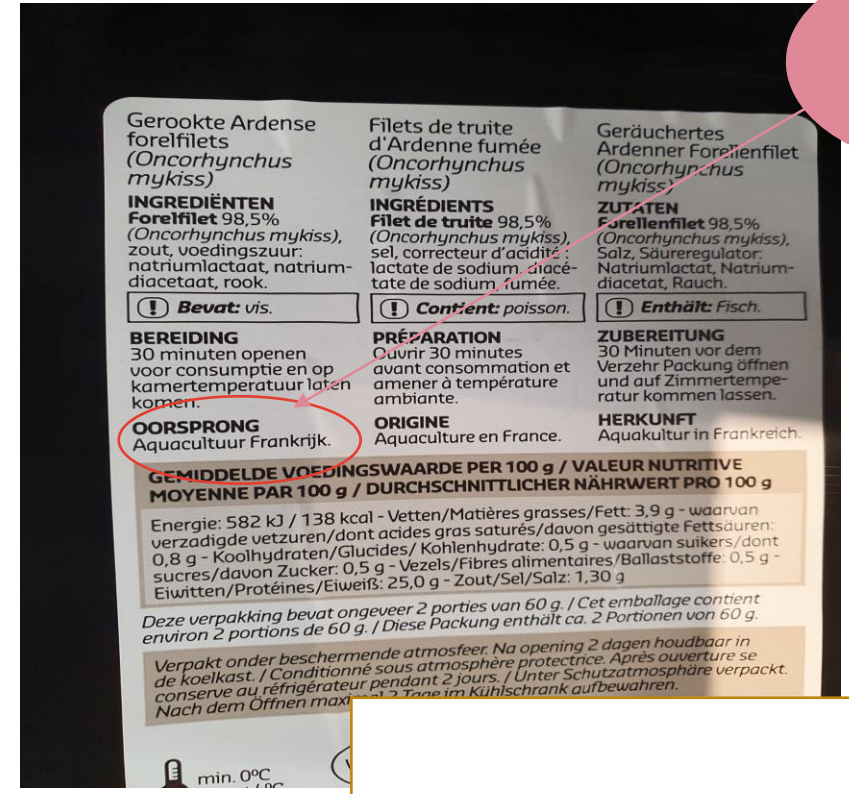 Gerookte Ardense
forelfilets
(Oncorhynchus
mykiss)
INGREDIËNTEN
Forelfilet 98,5%
(Oncorhynchus mykiss),
zout, voedingszuur:
natriumlactaat, natrium-
diacetaat, rook.
Bevat: vis.
BEREIDING
30 minuten openen
voor consumptie en op
kamertemperatuur laten
komen.
OORSPRONG
Aquacultuur Frankrijk.
Filets de truite
d'Ardenne fumée
(Oncorhynchus
mykiss)
INGRÉDIENTS
Filet de truite 98,5%
(Oncorhynchus mykiss),
sel, correcteur d'acidité :
lactate de sodium, diacé-
tate de sodium, fumée.
Contient: poisson.
PRÉPARATION
Ouvrir 30 minutes
avant consommation et
amener à température
ambiante.
ORIGINE
Aquaculture en France.
Geräuchertes
Ardenner Forellenfilet
(Oncorhynchus
mykiss)
ZUTATEN
Forellenfilet 98,5%
(Oncorhynchus mykiss),
Salz, Säureregulator:
Natriumlactat, Natrium-
diacetat, Rauch.
Enthält: Fisch.
ZUBEREITUNG
30 Minuten vor dem
Verzehr Packung öffnen
und auf Zimmertempe-
ratur kommen lassen.
HERKUNFT
Aquakultur in Frankreich.
GEMIDDELDE VOEDINGSWAARDE PER 100 g / VALEUR NUTRITIVE
MOYENNE PAR 100 g / DURCHSCHNITTLICHER NÄHRWERT PRO 100 g
Energie: 582 kJ / 138 kcal - Vetten/Matières grasses/Fett: 3,9 g - waarvan
verzadigde vetzuren/dont acides gras saturés/davon gesättigte Fettsäuren:
0,8 g - Koolhydraten/Glucides/ Kohlenhydrate: 0,5 g - waarvan suikers/dont
sucres/davon Zucker: 0,5 g - Vezels/Fibres alimentaires/Ballaststoffe: 0,5 g -
Eiwitten/Protéines/Eiweiß: 25,0 g - Zout/Sel/Salz: 1,30 g
Deze verpakking bevat ongeveer 2 porties van 60 g. / Cet emballage contient
environ 2 portions de 60 g. / Diese Packung enthält ca. 2 Portionen von 60 g.
Verpakt onder beschermende atmosfeer. Na opening 2 dagen houdbaar in
de koelkast. / Conditionné sous atmosphère protectrice. Après ouverture se
conserve au réfrigérateur pendant 2 jours. / Unter Schutzatmosphäre verpackt.
Nach dem Öffnen 2 Tage im Kühlschrank aufbewahren.
min. 0°C